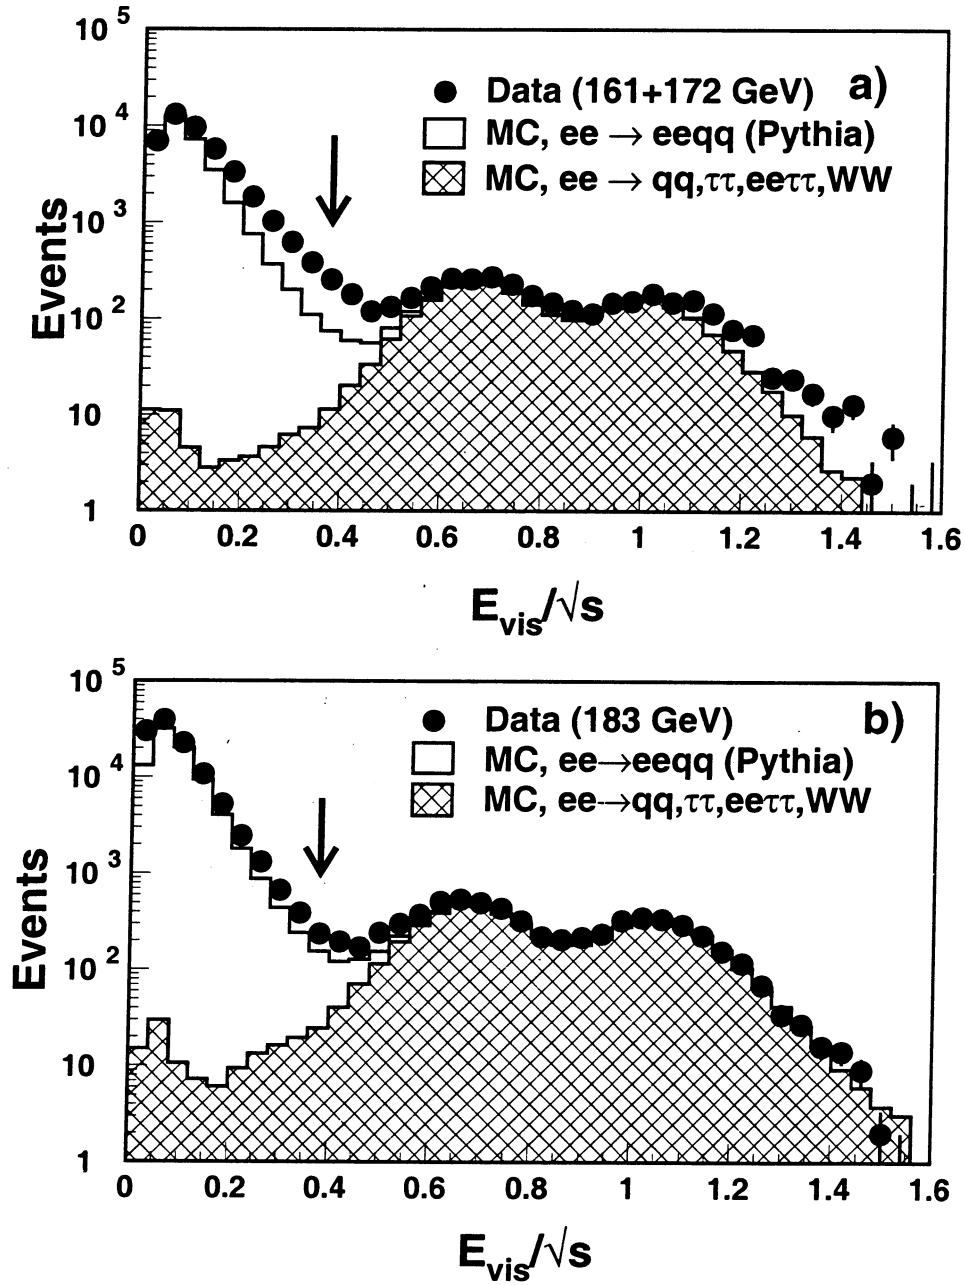 10 5
10 4
10 3
10 2
10
1
Events
Data (161+172 GeV) a)
MC, ee → eeqq (Pythia)
MC, ee → qq,ττ,eeττ,WW
0 0.2 0.4 0.6 0.8 1 1.2 1.4 1.6
Evis/√s
10 5
10 4
10 3
10 2
10
1
Events
Data (183 GeV) b)
MC, ee→eeqq (Pythia)
MC, ee→qq,ττ,eeττ,WW
0 0.2 0.4 0.6 0.8 1 1.2 1.4 1.6
Evis/√s